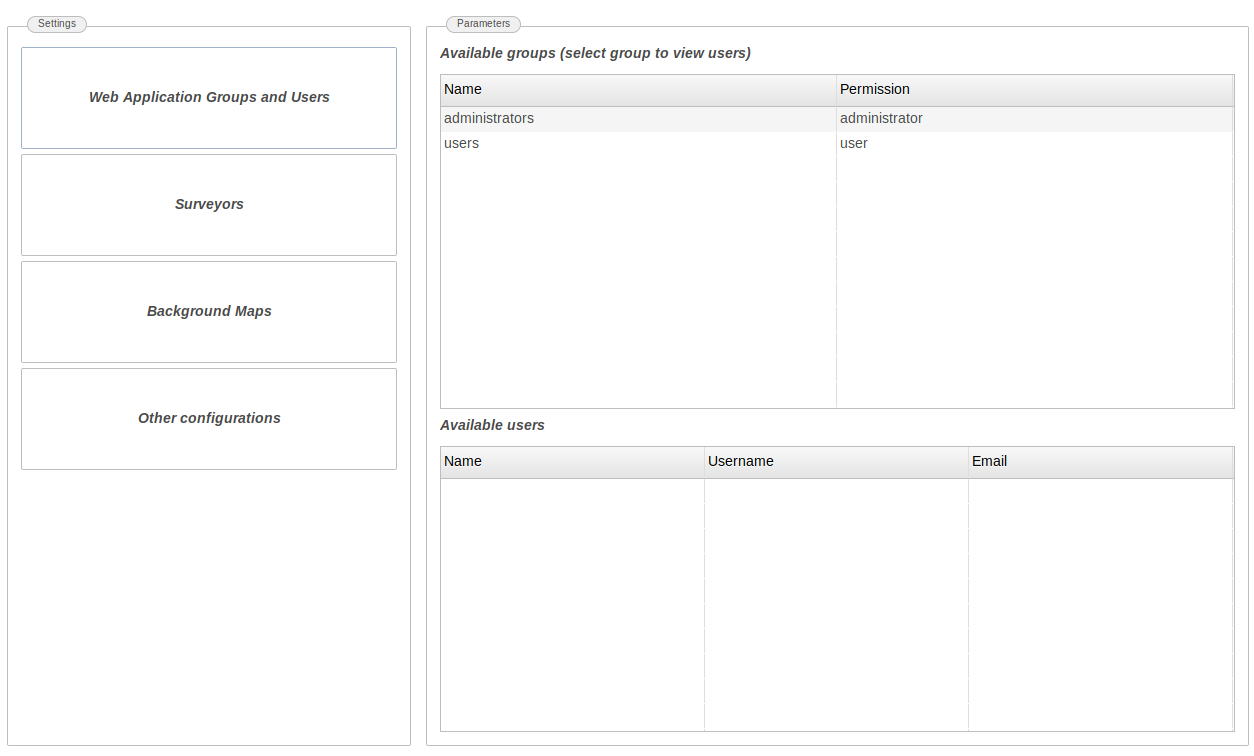 Settings
Web Application Groups and Users
Surveyors
Background Maps
Other configurations
Parameters
Available groups (select group to view users)
Name Permission
administrators administrator
users user
Available users
Name Username Email